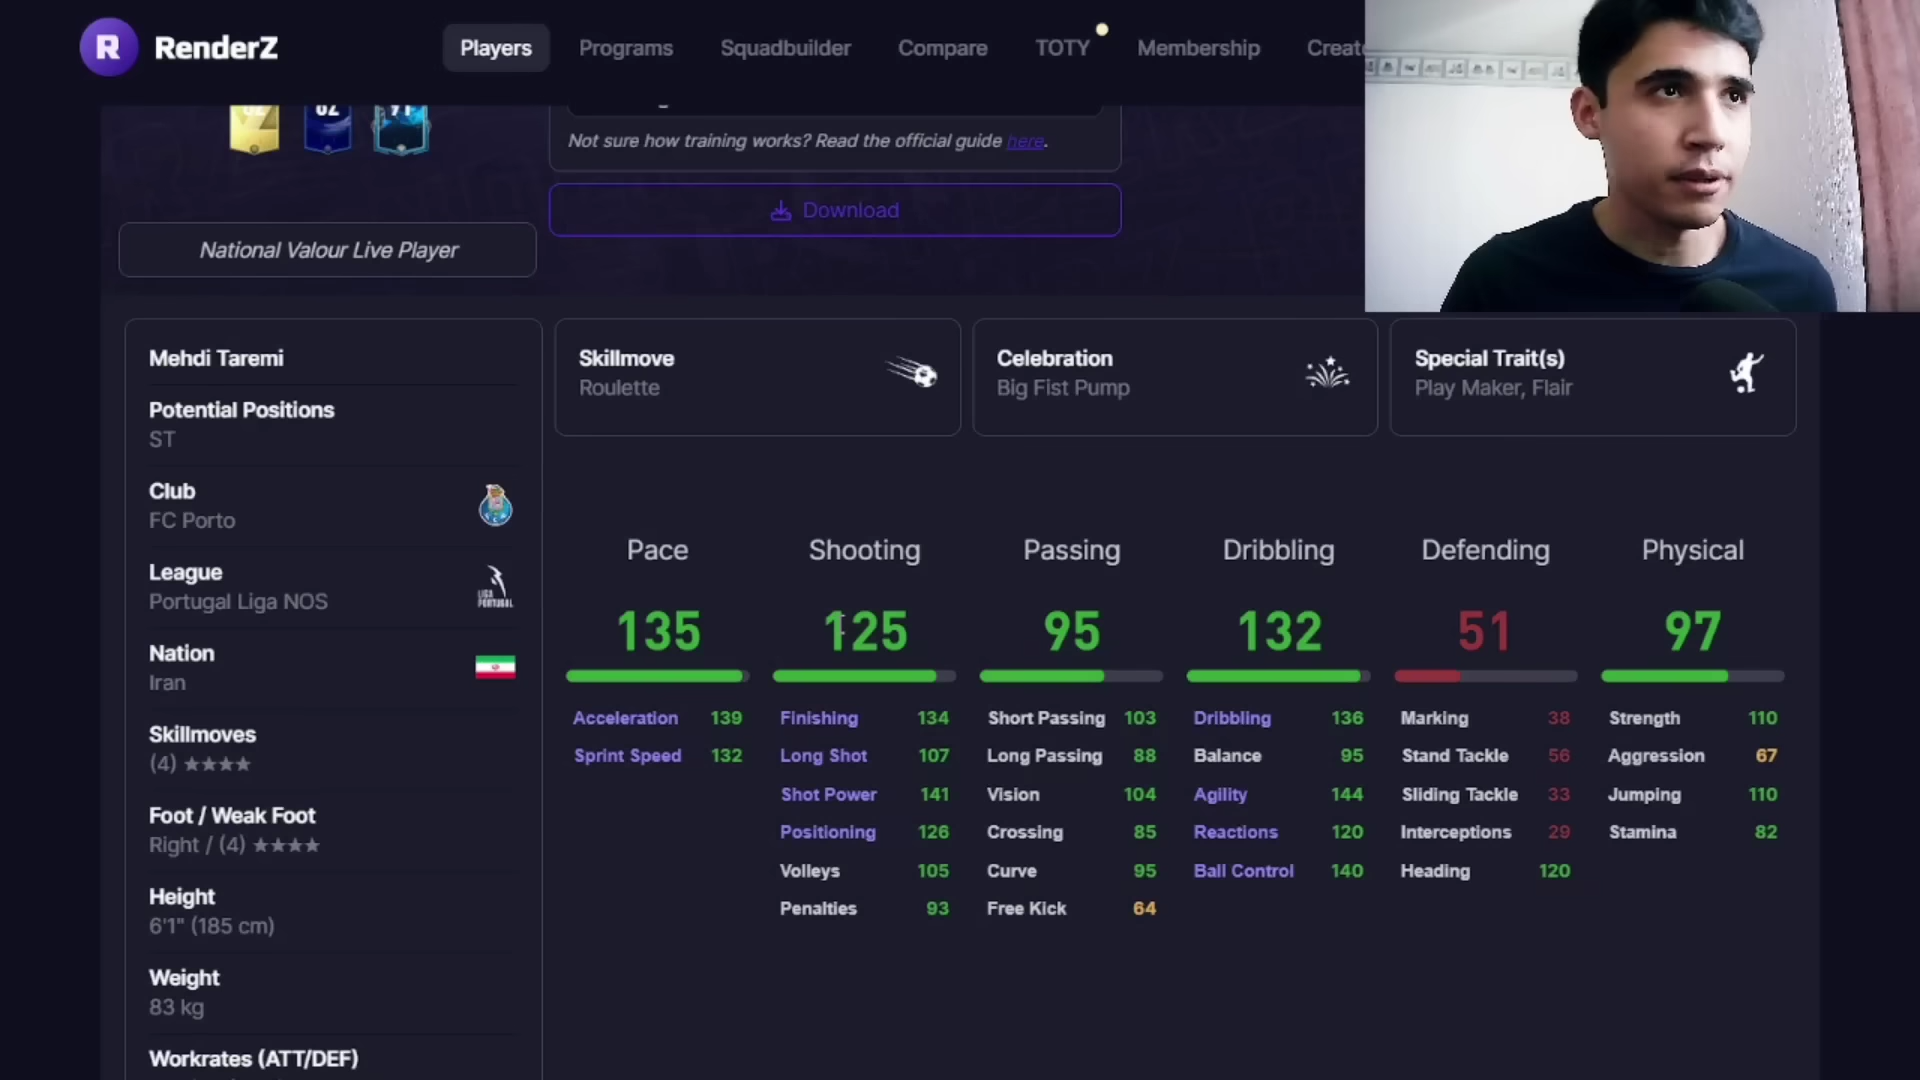 R RenderZ
Players Programs Squadbuilder Compare TOTY Membership Create
62 91
Not sure how training works? Read the official guide here.
Download
National Valour Live Player
Mehdi Taremi
Potential Positions
ST
Club
FC Porto
League
Portugal Liga NOS
LIGA
PORTUGAL
Nation
Iran
Skillmoves
(4) ★★★★
Foot / Weak Foot
Right / (4) ★★★★
Height
6'1" (185 cm)
Weight
83 kg
Workrates (ATT/DEF)
Skillmove
Roulette
Celebration
Big Fist Pump
Special Trait(s)
Play Maker, Flair
Pace
135
Acceleration 139
Sprint Speed 132
Shooting
125
Finishing 134
Long Shot 107
Shot Power 141
Positioning 126
Volleys 105
Penalties 93
Passing
95
Short Passing 103
Long Passing 88
Vision 104
Crossing 85
Curve 95
Free Kick 64
Dribbling
132
Dribbling 136
Balance 95
Agility 144
Reactions 120
Ball Control 140
Defending
51
Marking 38
Stand Tackle 56
Sliding Tackle 33
Interceptions 29
Heading 120
Physical
97
Strength 110
Aggression 67
Jumping 110
Stamina 82